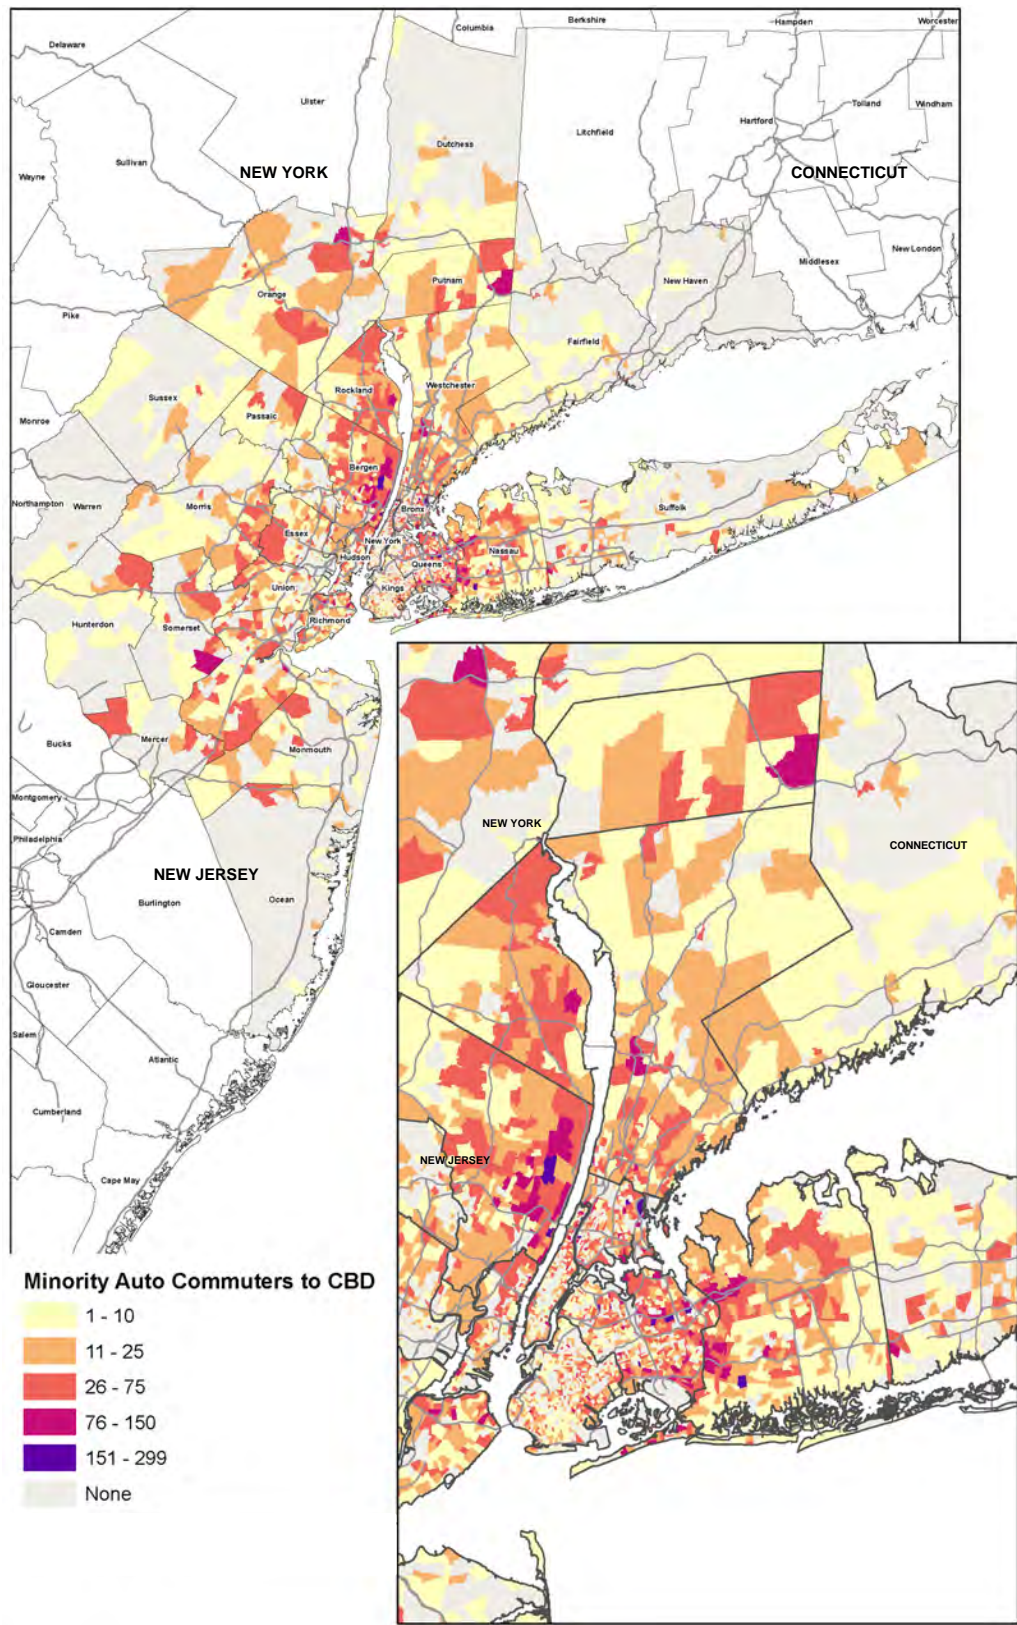 Columbia
Berkshire
Hampden
Worcester
Delaware
Ulster
Tolland
Windham
Hartford
Litchfield
Dutchess
Sullivan
NEW YORK
CONNECTICUT
Wayne
New London
Middlesex
New Haven
Putnam
Orange
Pike
Fairfield
Rockland
Westchester
Sussex
Passaic
Monroe
Bergen
Northampton
Warren
Morris
Suffolk
Bronx
Essex
New York
Nassau
Hudson
Queens
Union
Kings
Richmond
Hunterdon
Somerset
Bucks
Mercer
Monmouth
Montgomery
Philadelphia
NEW JERSEY
Burlington
Ocean
Camden
Gloucester
Salem
Atlantic
Cumberland
Cape May
NEW YORK
CONNECTICUT
NEW JERSEY
Minority Auto Commuters to CBD
1 - 10
11 - 25
26 - 75
76 - 150
151 - 299
None